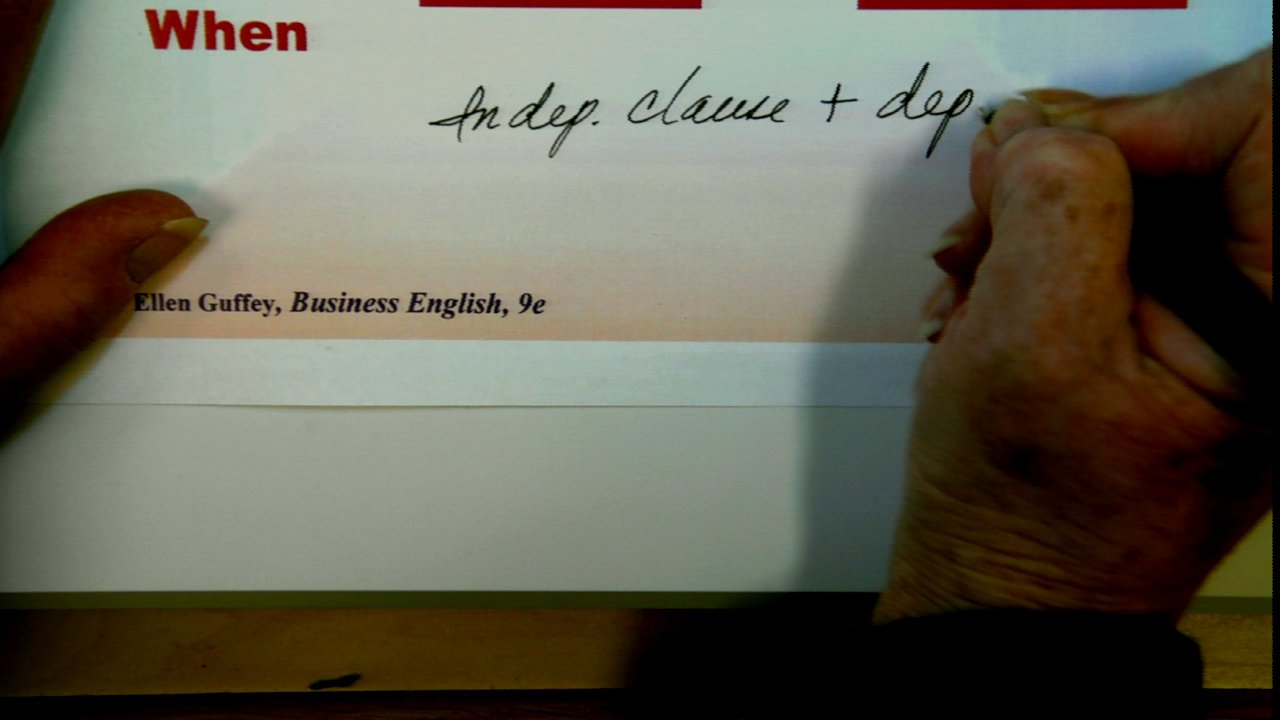 When
Indep. clause + dep
Ellen Guffey, Business English, 9e